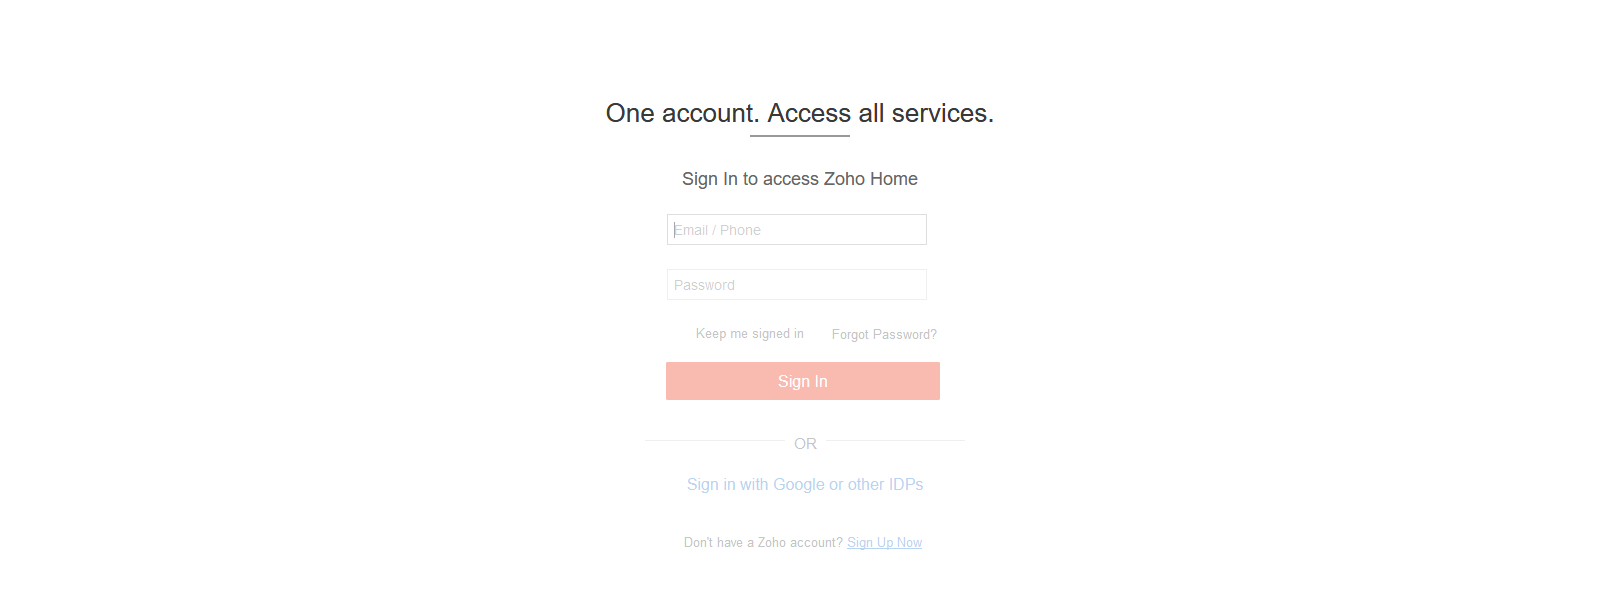 One account. Access all services.
Sign In to access Zoho Home
Email / Phone
Password
Keep me signed in Forgot Password?
Sign In
OR
Sign in with Google or other IDPs
Don't have a Zoho account? Sign Up Now